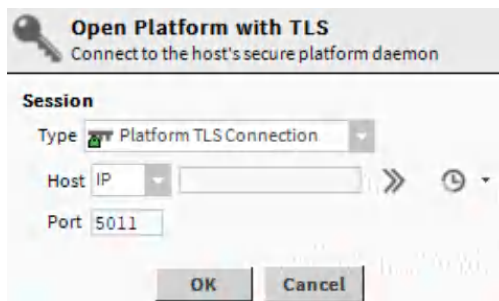 Open Platform with TLS
Connect to the host's secure platform daemon
Session
Type Platform TLS Connection
Host IP
Port 5011
OK Cancel